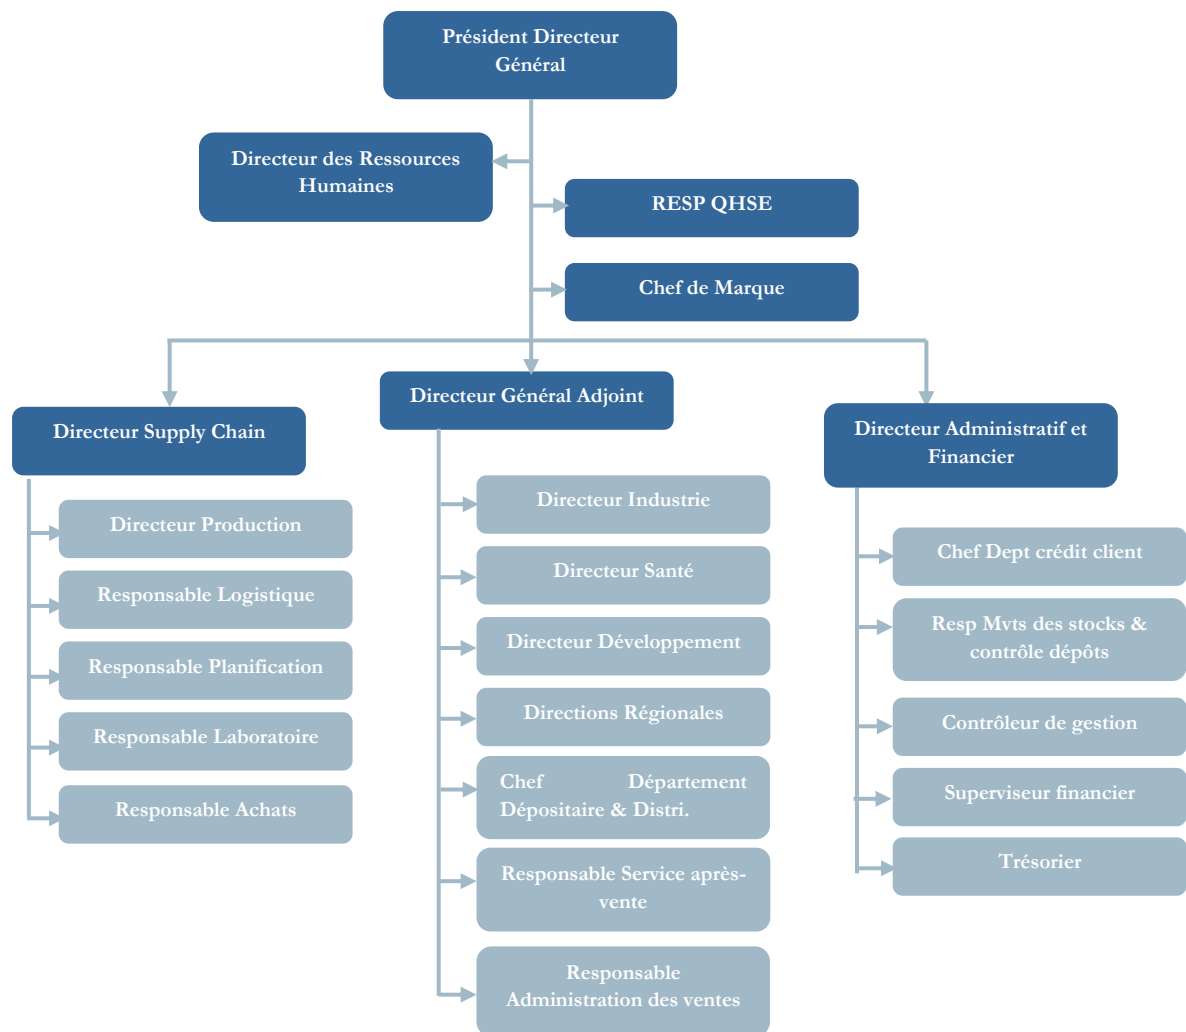 Président Directeur
Général
Directeur des Ressources
Humaines
RESP QHSE
Chef de Marque
Directeur Supply Chain
Directeur Production
Responsable Logistique
Responsable Planification
Responsable Laboratoire
Responsable Achats
Directeur Général Adjoint
Directeur Industrie
Directeur Santé
Directeur Développement
Directions Régionales
Chef Département
Dépositaire & Distri.
Responsable Service après-
vente
Responsable
Administration des ventes
Directeur Administratif et
Financier
Chef Dept crédit client
Resp Mvts des stocks &
contrôle dépôts
Contrôleur de gestion
Superviseur financier
Trésorier